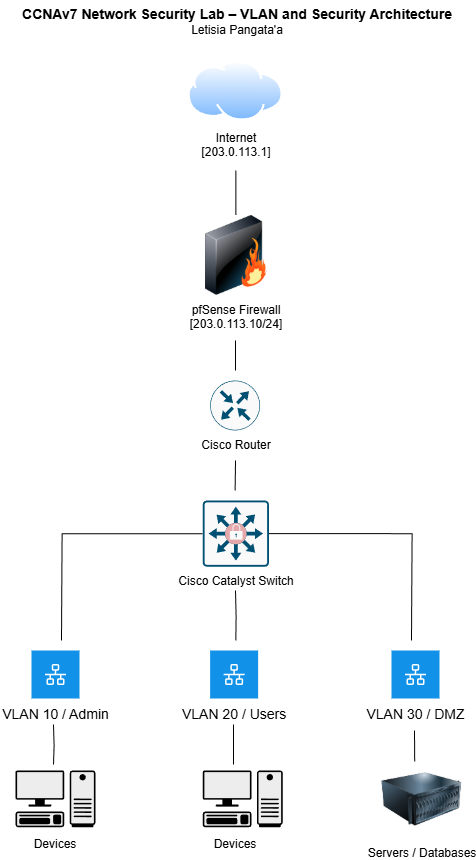 CCNAv7 Network Security Lab – VLAN and Security Architecture
Letisia Pangata'a
Internet
[203.0.113.1]
pfSense Firewall
[203.0.113.10/24]
Cisco Router
1
Cisco Catalyst Switch
VLAN 10 / Admin
VLAN 20 / Users
VLAN 30 / DMZ
Devices
Devices
Servers / Databases